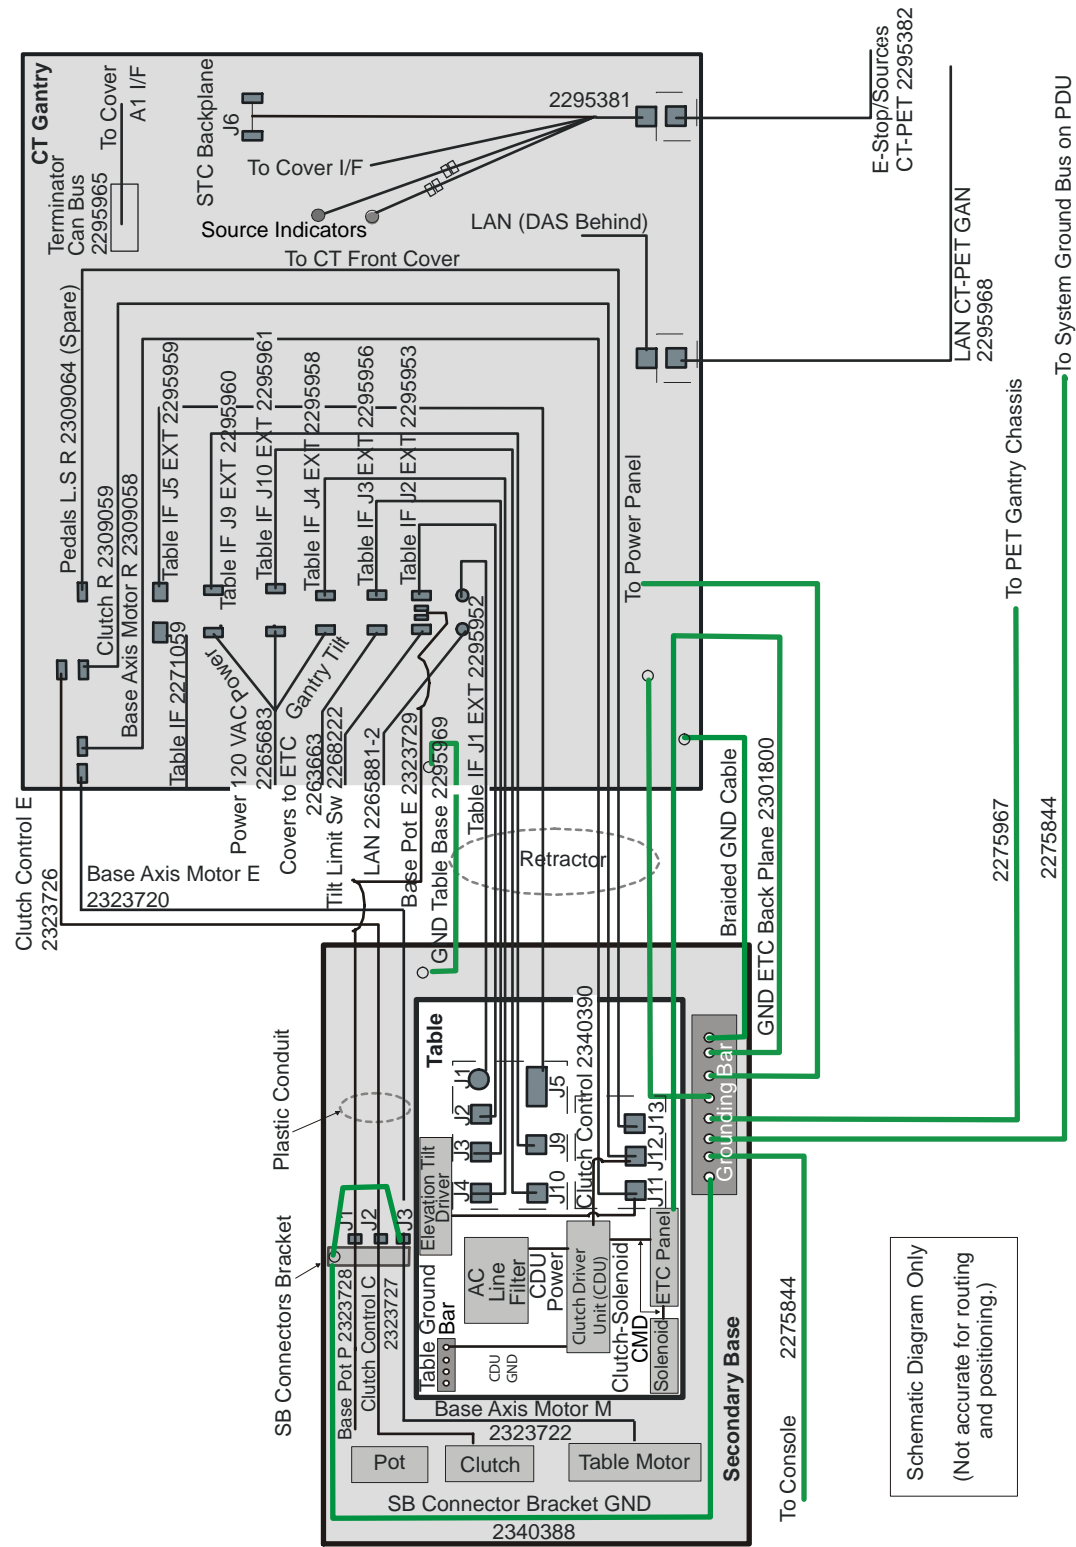 CT Gantry
Terminator
Can Bus
2295965
To Cover
A1 I/F
STC Backplane
J6
To Cover I/F
Source Indicators
2295381
E-Stop/Sources
CT-PET 2295382
LAN (DAS Behind)
LAN CT-PET GAN
2295968
To System Ground Bus on PDU
To CT Front Cover
Pedals L.S R 2309064 (Spare)
Clutch R 2309059
Base Axis Motor R 2309058
Table IF J5 EXT 2295959
Table IF J9 EXT 2295960
Table IF J10 EXT 2295961
Table IF J4 EXT 2295958
Table IF J3 EXT 2295956
Table IF J2 EXT 2295953
Table IF J1 EXT 2295952
To Power Panel
To PET Gantry Chassis
Table IF 2271059
Power
Gantry Tilt
Power 120 VAC
2265683
Covers to ETC
2263663
Tilt Limit Sw 2268222
LAN 2265881-2
Base Pot E 2323729
GND Table Base 2295969
Clutch Control E
2323726
Base Axis Motor E
2323720
Retractor
Braided GND Cable
GND ETC Back Plane 2301800
2275967
2275844
Plastic Conduit
SB Connectors Bracket
Table
J1
J2
J3
J4
J5
J9
J10
Clutch Control 2340390
J13
J12
J11
Grounding Bar
Elevation Tilt
Driver
J1
J2
J3
Base Pot P 2323728
Clutch Control C
2323727
AC
Line
Filter
CDU
Power
Clutch Driver
Unit (CDU)
ETC Panel
Clutch-Solenoid
CMD
Solenoid
Table Ground
Bar
CDU
GND
Base Axis Motor M
2323722
Pot
Clutch
Table Motor
SB Connector Bracket GND
2340388
Secondary Base
To Console
2275844
Schematic Diagram Only
(Not accurate for routing
and positioning.)